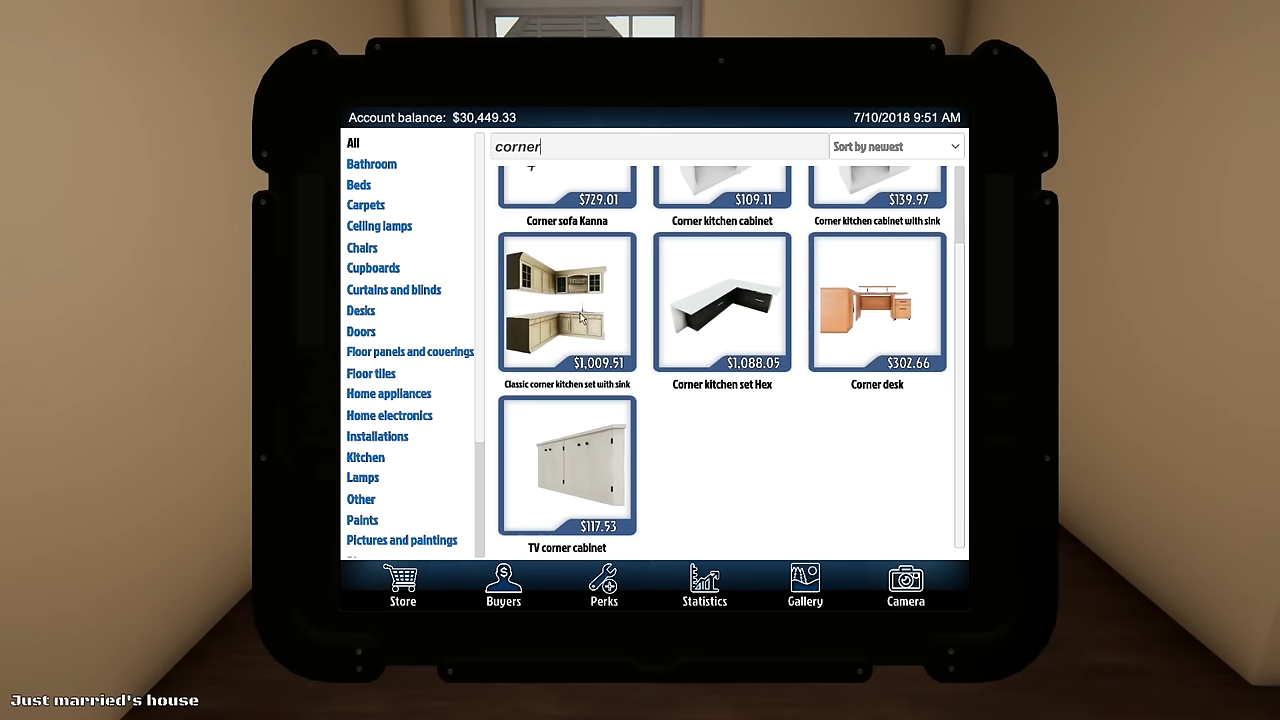 Account balance: $30,449.33
7/10/2018 9:51 AM
All
Bathroom
Beds
Carpets
Ceiling lamps
Chairs
Cupboards
Curtains and blinds
Desks
Doors
Floor panels and coverings
Floor tiles
Home appliances
Home electronics
Installations
Kitchen
Lamps
Other
Paints
Pictures and paintings
corner
Sort by newest
$729.01
$109.11
$139.97
Corner sofa Kanna
Corner kitchen cabinet
Corner kitchen cabinet with sink
$1,009.51
$1,088.05
$302.66
Classic corner kitchen set with sink
Corner kitchen set Hex
Corner desk
$117.53
TV corner cabinet
Store
Buyers
Perks
Statistics
Gallery
Camera
Just married's house